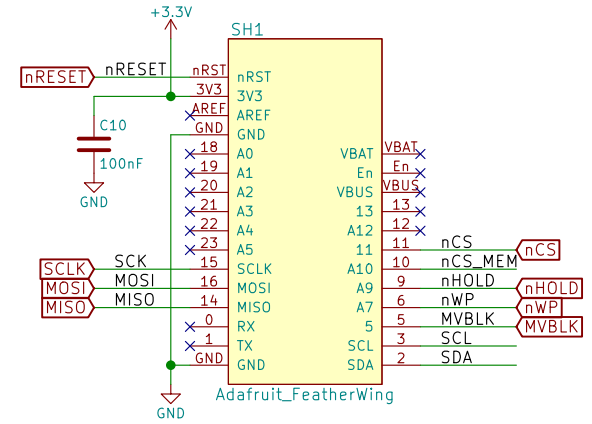 +3.3V
SH1
nRESET nRESET nRST nRST
3V3 3V3
AREF AREF
C10
GND GND
100nF
18 A0 VBAT VBAT
19 A1 En En
GND
20 A2 VBUS VBUS
21 A3 13 13
22 A4 A12 12
23 A5 11 11 nCS nCS
SCLK SCK 15 SCLK A10 10 nCS_MEM
MOSI MOSI 16 MOSI A9 9 nHOLD nHOLD
MISO MISO 14 MISO A7 6 nWP nWP
0 RX 5 5 MVBLK MVBLK
1 TX SCL 3 SCL
GND GND SDA 2 SDA
Adafruit_FeatherWing
GND